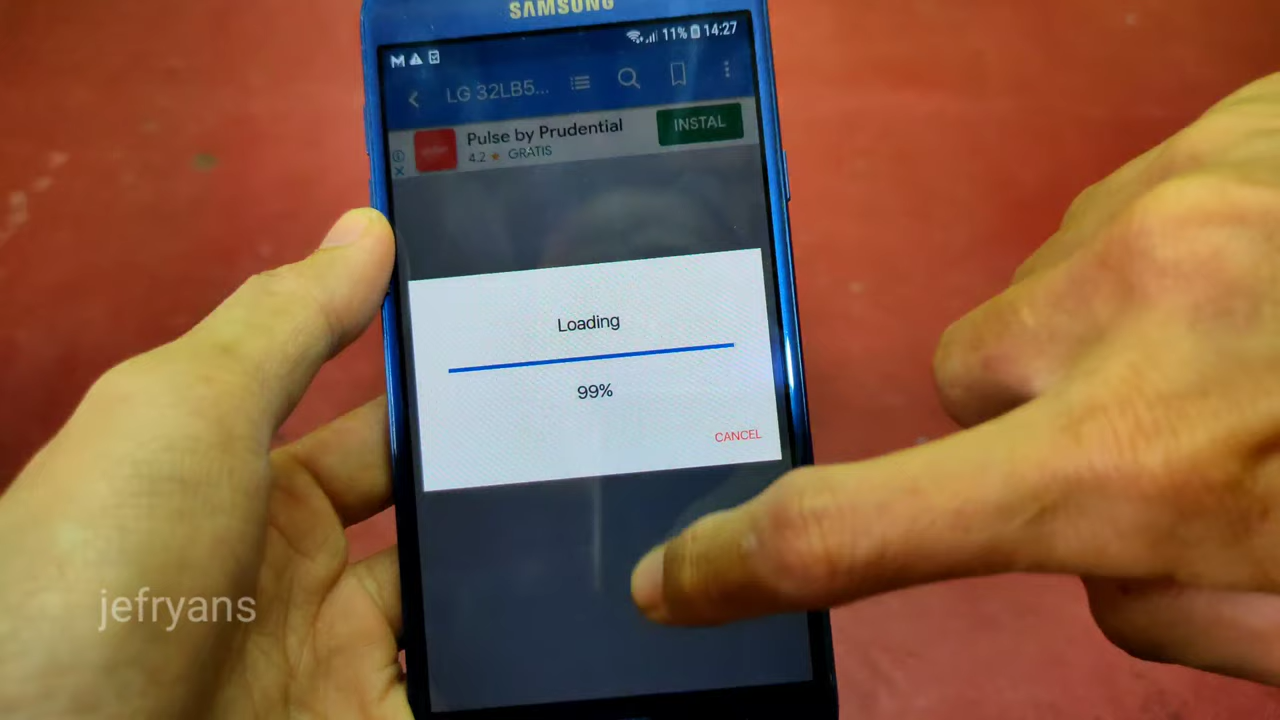 SAMSUNG
11% 14:27
LG 32LB5...
Pulse by Prudential
INSTAL
4.2 ★ GRATIS
Loading
99%
CANCEL
jefryans